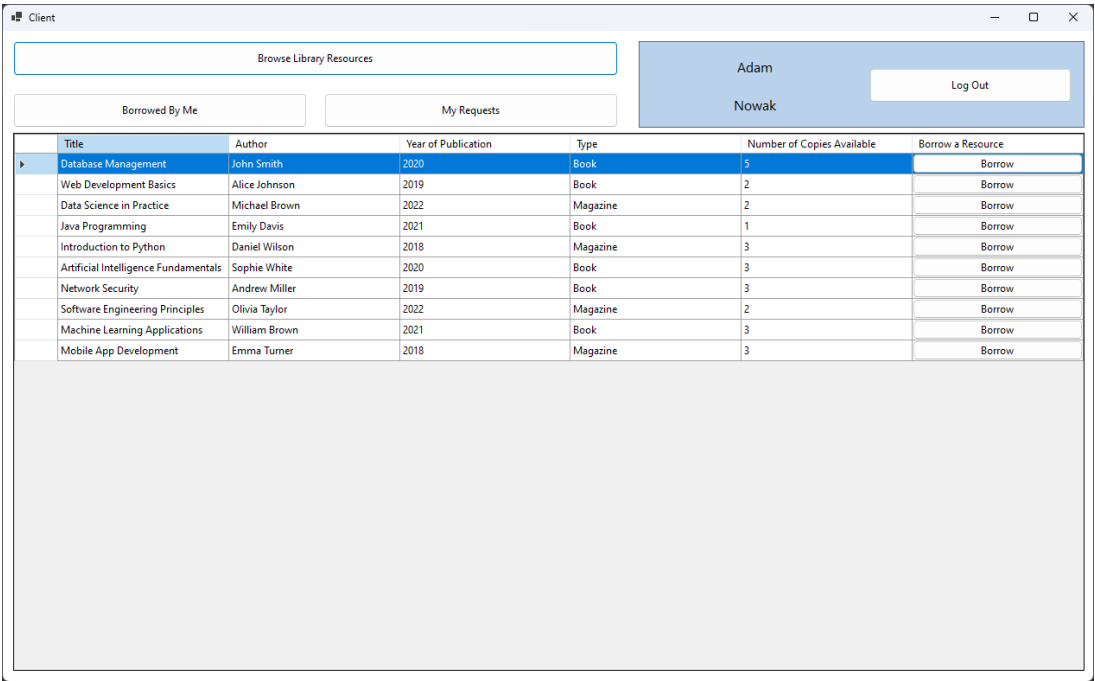 Client
Browse Library Resources
Adam
Log Out
Nowak
Borrowed By Me My Requests
Title Author Year of Publication Type Number of Copies Available Borrow a Resource
Database Management John Smith 2020 Book 5 Borrow
Web Development Basics Alice Johnson 2019 Book 2 Borrow
Data Science in Practice Michael Brown 2022 Magazine 2 Borrow
Java Programming Emily Davis 2021 Book 1 Borrow
Introduction to Python Daniel Wilson 2018 Magazine 3 Borrow
Artificial Intelligence Fundamentals Sophie White 2020 Book 3 Borrow
Network Security Andrew Miller 2019 Book 3 Borrow
Software Engineering Principles Olivia Taylor 2022 Magazine 2 Borrow
Machine Learning Applications William Brown 2021 Book 3 Borrow
Mobile App Development Emma Turner 2018 Magazine 3 Borrow